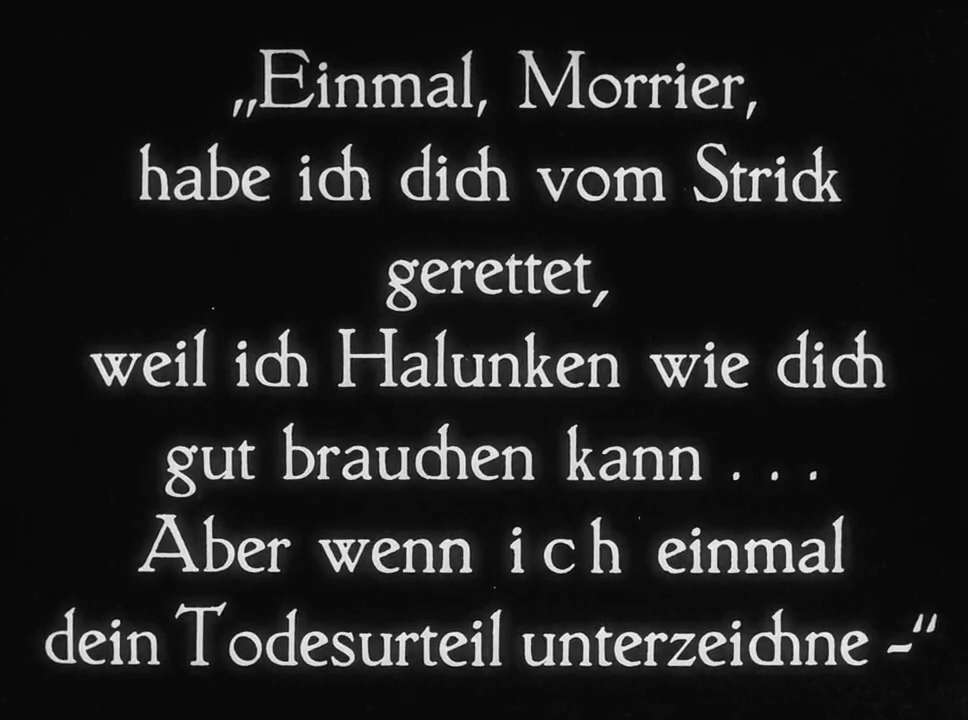 „Einmal, Morrier,
habe ich dich vom Strick
gerettet,
weil ich Halunken wie dich
gut brauchen kann . . .
Aber wenn i c h einmal
dein Todesurteil unterzeichne -“